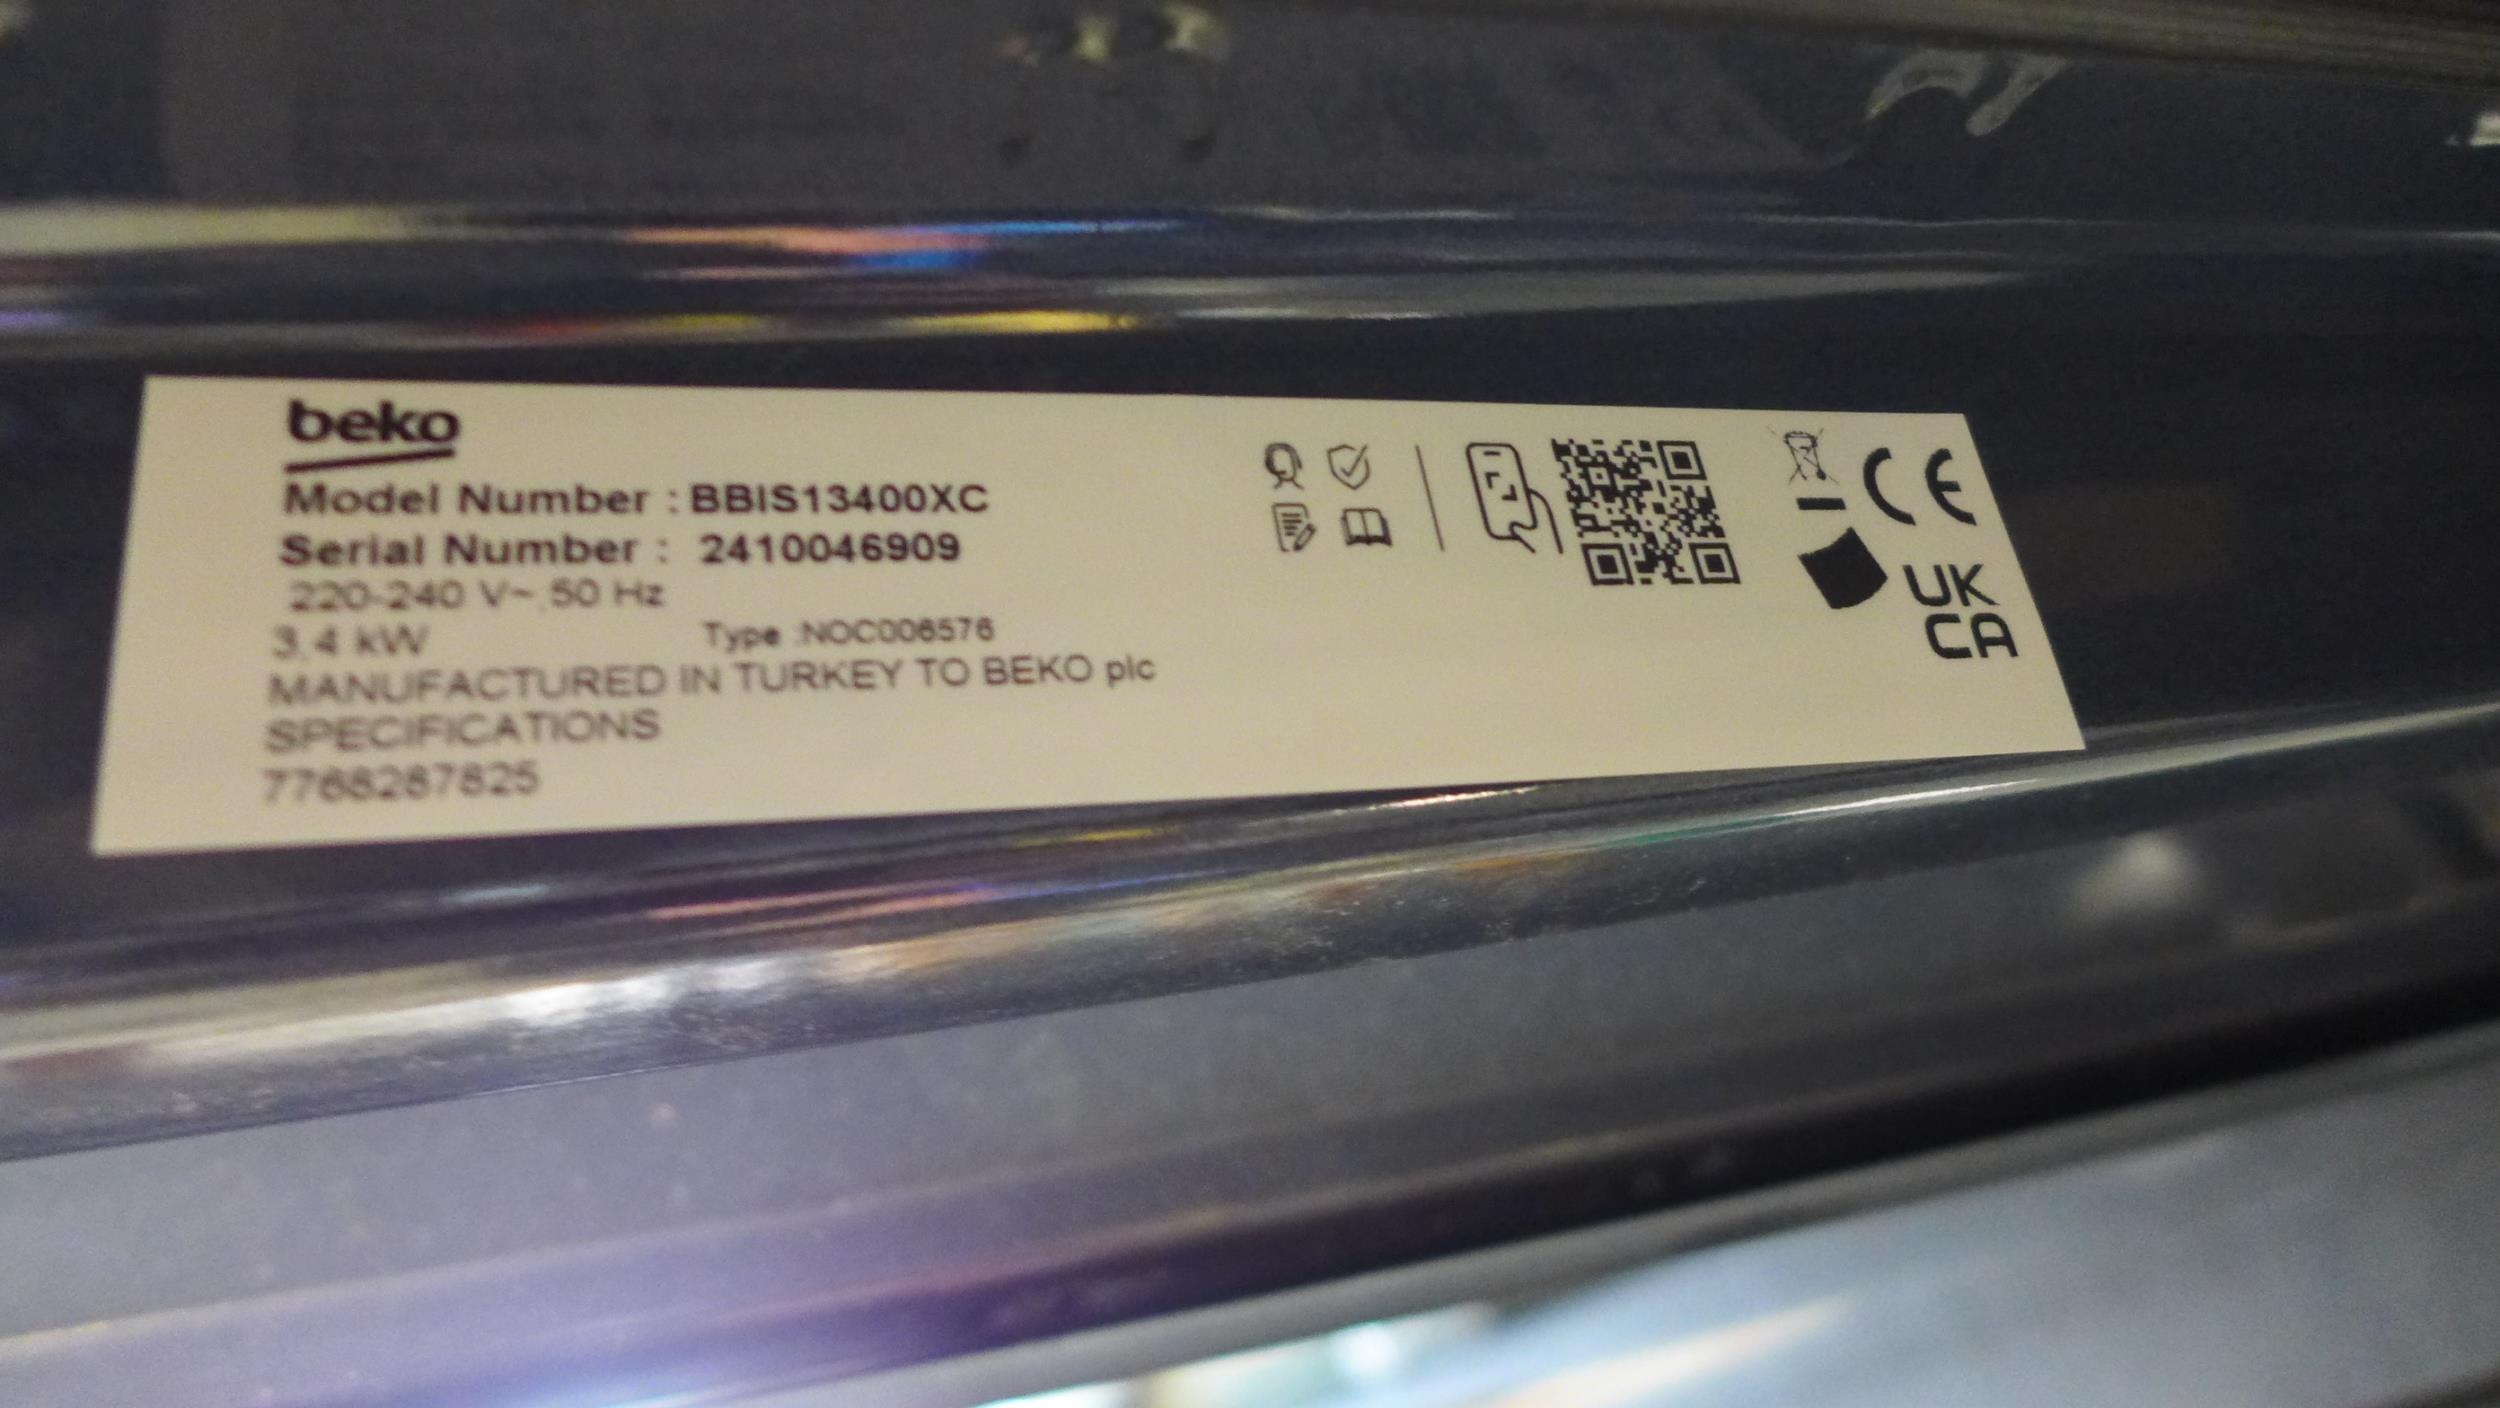 beko
Model Number : BBIS13400XC
Serial Number : 2410046909
220-240 V~ 50 Hz
3,4 kW Type :NOC006576
MANUFACTURED IN TURKEY TO BEKO plc
SPECIFICATIONS
7768287825
CE
UK
CA